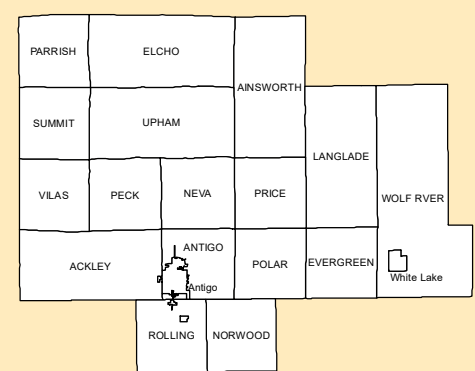 PARRISH
ELCHO
AINSWORTH
SUMMIT
UPHAM
LANGLADE
VILAS
PECK
NEVA
PRICE
WOLF RVER
ANTIGO
ACKLEY
POLAR
EVERGREEN
White Lake
Antigo
ROLLING
NORWOOD